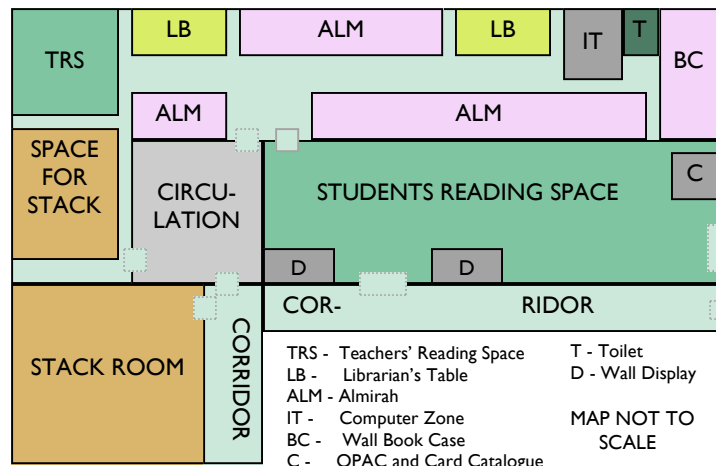 LB
ALM
LB
IT
T
TRS
BC
ALM
ALM
SPACE
FOR
STACK
CIRCU-
LATION
STUDENTS READING SPACE
C
D
D
COR-
RIDOR
STACK ROOM
CORRIDOR
TRS - Teachers' Reading Space
LB - Librarian's Table
ALM - Almirah
IT - Computer Zone
BC - Wall Book Case
C - OPAC and Card Catalogue
T - Toilet
D - Wall Display
MAP NOT TO
SCALE